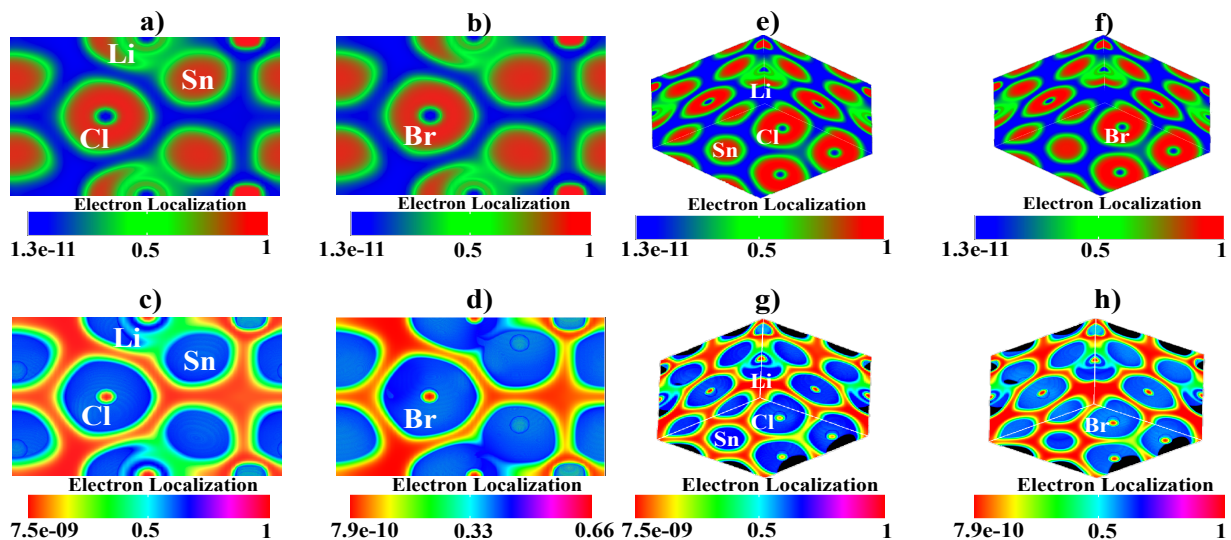 a)
Li
Sn
Cl
Electron Localization
1.3e-11 0.5 1
b)
Br
Electron Localization
1.3e-11 0.5 1
e)
Li
Cl
Sn
Electron Localization
1.3e-11 0.5 1
f)
Br
Electron Localization
1.3e-11 0.5 1
c)
Li
Sn
Cl
Electron Localization
7.5e-09 0.5 1
d)
Br
Electron Localization
7.9e-10 0.33 0.66
g)
Li
Cl
Sn
Electron Localization
7.5e-09 0.5 1
h)
Br
Electron Localization
7.9e-10 0.5 1